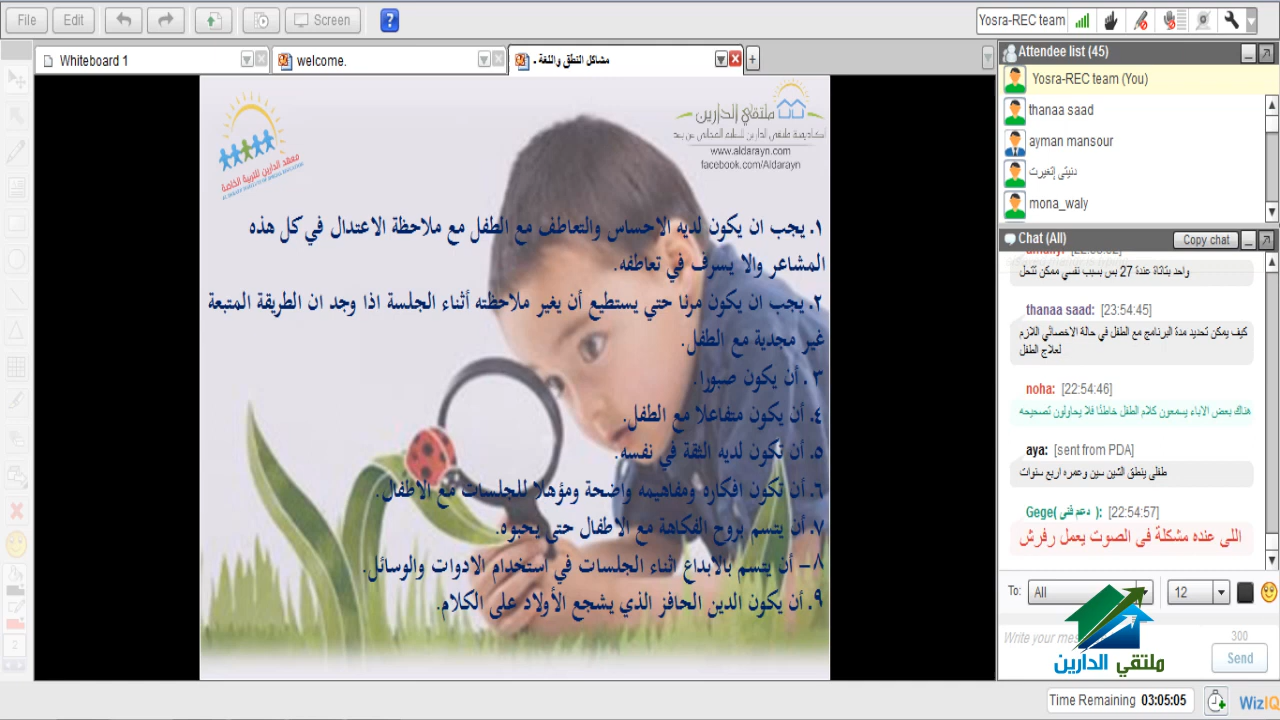 File
Edit
Screen
?
Yosra-REC team
Whiteboard 1
welcome.
مشاكل النطق واللغة .
+
معهد الدارين للتربية الخاصة
ملتقي الدارين
www.aldarayn.com
facebook.com/Aldarayn
١. يجب ان يكون لديه الاحساس والتعاطف مع الطفل مع ملاحظة الاعتدال في كل هذه
المشاعر والا يسرف في تعاطفه.
٢. يجب ان يكون مرنا حتي يستطيع أن يغير ملاحظته أثناء الجلسة اذا وجد ان الطريقة المتبعة
غير مجدية مع الطفل.
٣. أن يكون صبورا.
٤. أن يكون متفاعلا مع الطفل.
٥. أن تكون لديه الثقة في نفسه.
٦. أن تكون افكاره ومفاهيمه واضحة ومؤهلا للجلسات مع الاطفال.
٧. أن يتسم بروح الفكاهة مع الاطفال حتي يحبوه.
٨– أن يتسم بالابداع اثناء الجلسات في استخدام الادوات والوسائل.
٩. أن يكون الدين الحافز الذي يشجع الأولاد على الكلام.
Attendee list (45)
Yosra-REC team (You)
thanaa saad
ayman mansour
دنيتى إتغيرت
mona_waly
Chat (All)
Copy chat
واحد بتاتاة عندة 27 بس بسبب نفسي ممكن تتحل
thanaa saad: [23:54:45]
كيف يمكن تحديد مدة البرنامج مع الطفل في حالة الاخصائي اللازم
لعلاج الطفل
noha: [22:54:46]
هناك بعض الاباء يسمعون كلام الطفل خاطئا فلا يحاولون تصحيحه
aya: [sent from PDA]
طفلى ينطق الشين سين وعمره اربع سنوات
Gege( دعم فنى ): [22:54:57]
اللى عنده مشكلة فى الصوت يعمل رفرش
To:
All
12
Write your mes
300
Send
ملتقي الدارين
Time Remaining 03:05:05
WizIQ
2